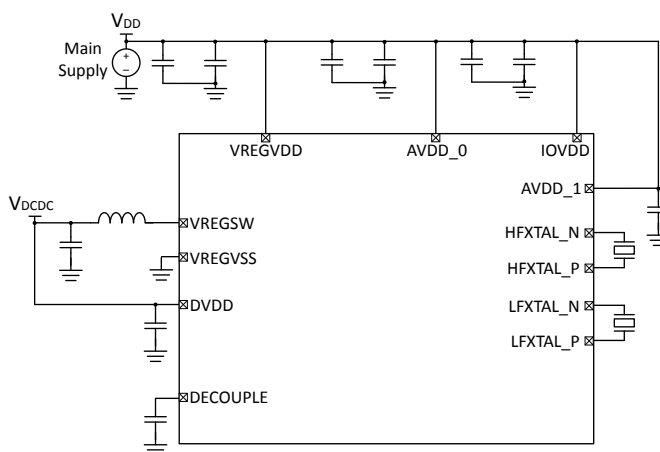 VDD
Main
Supply
+
–
VREGVDD
AVDD_0
IOVDD
AVDD_1
VDCDC
VREGSW
HFXTAL_N
VREGVSS
HFXTAL_P
DVDD
LFXTAL_N
LFXTAL_P
DECOUPLE